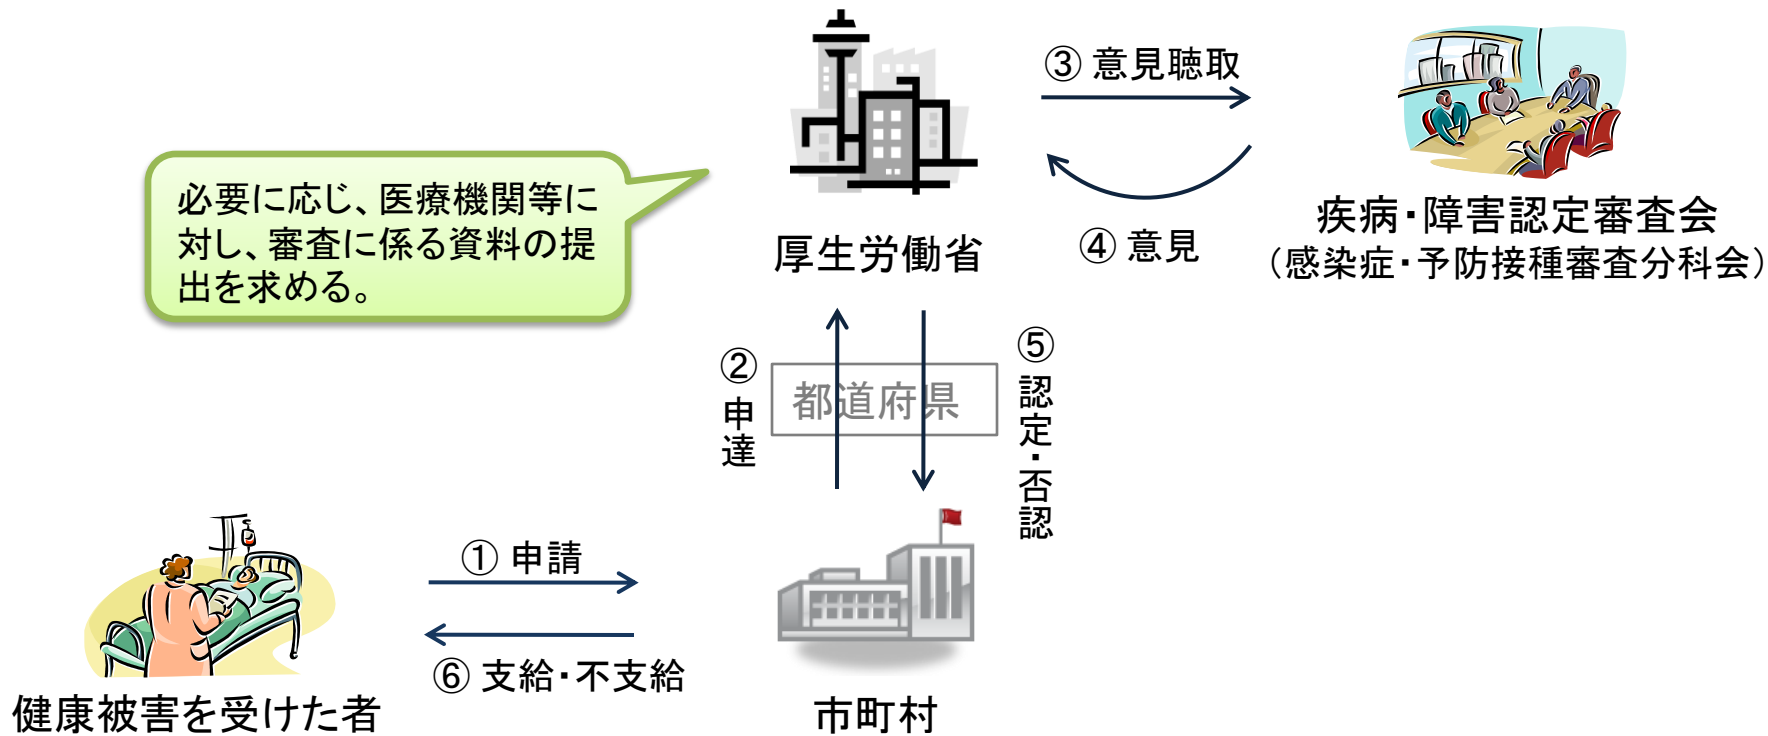 ③ 意見聴取
必要に応じ、医療機関等に
対し、審査に係る資料の提
出を求める。
厚生労働省
④ 意見
疾病・障害認定審査会
（感染症・予防接種審査分科会）
②申達
都道府県
⑤認定・否認
① 申請
⑥ 支給・不支給
健康被害を受けた者
市町村